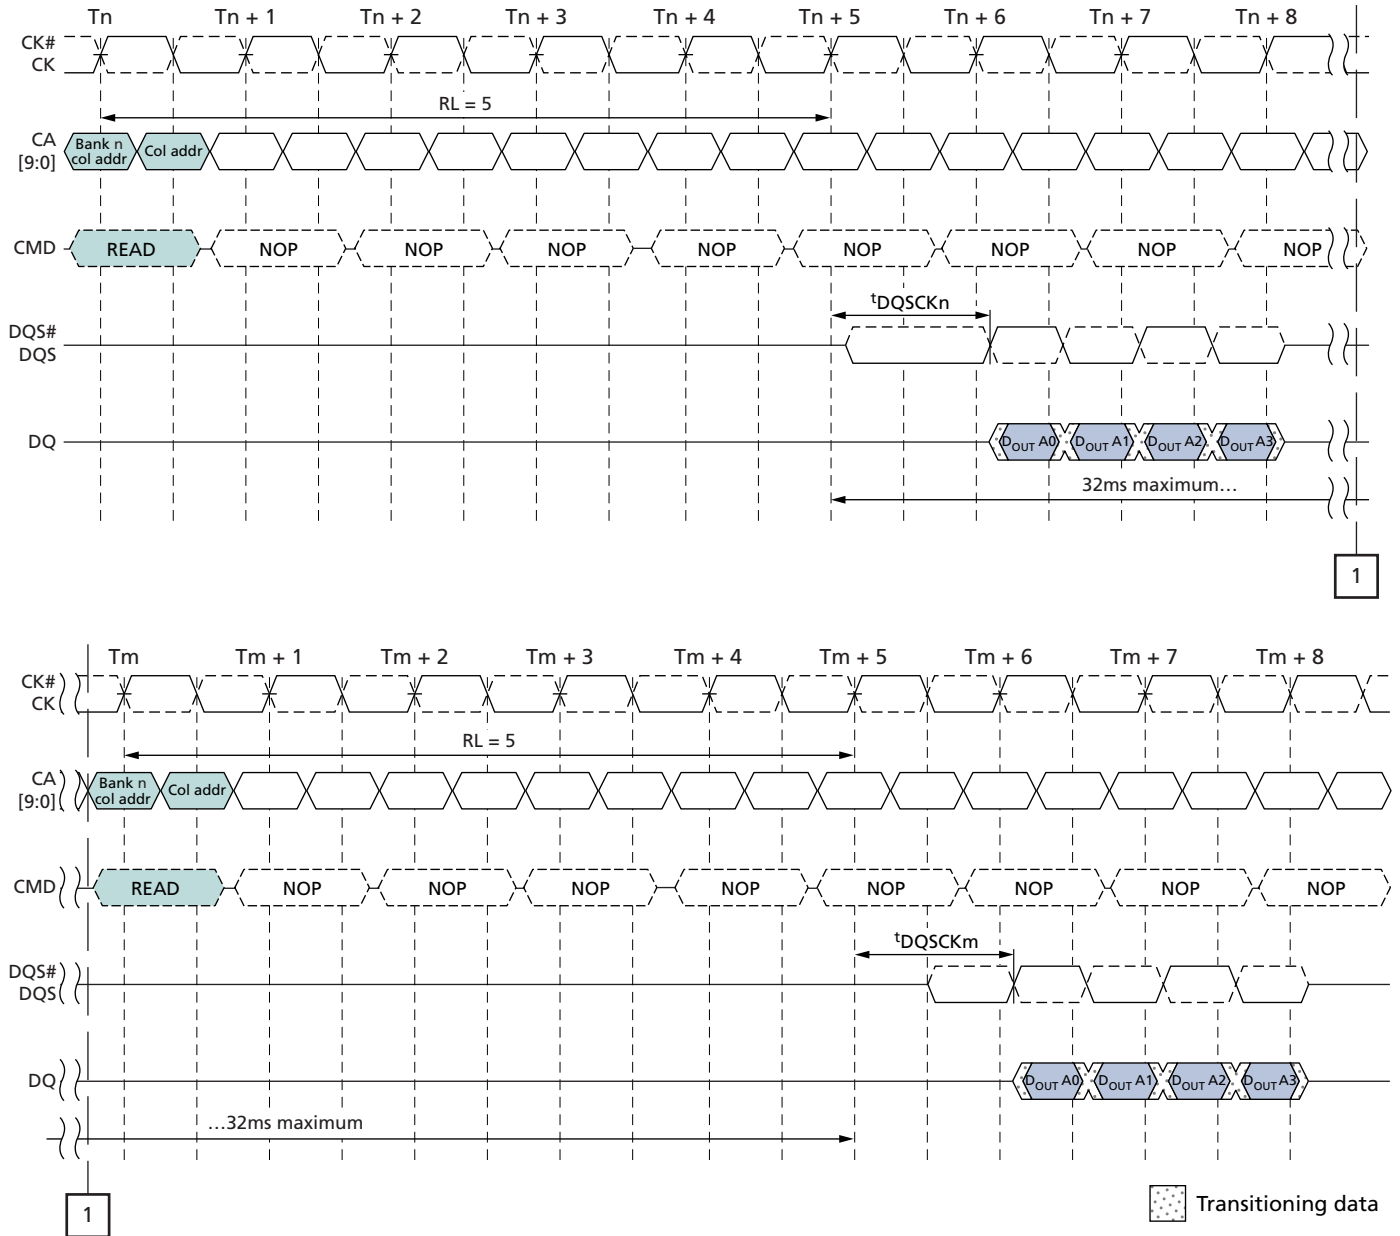 Tn Tn + 1 Tn + 2 Tn + 3 Tn + 4 Tn + 5 Tn + 6 Tn + 7 Tn + 8
CK#
CK
RL = 5
CA
[9:0]
Bank n
col addr
Col addr
CMD READ NOP NOP NOP NOP NOP NOP NOP NOP
tDQSCKn
DQS#
DQS
DQ DOUT A0 DOUT A1 DOUT A2 DOUT A3
32ms maximum…
1
Tm Tm + 1 Tm + 2 Tm + 3 Tm + 4 Tm + 5 Tm + 6 Tm + 7 Tm + 8
CK#
CK
RL = 5
CA
[9:0]
Bank n
col addr
Col addr
CMD READ NOP NOP NOP NOP NOP NOP NOP NOP
tDQSCKm
DQS#
DQS
DQ DOUT A0 DOUT A1 DOUT A2 DOUT A3
…32ms maximum
1
Transitioning data